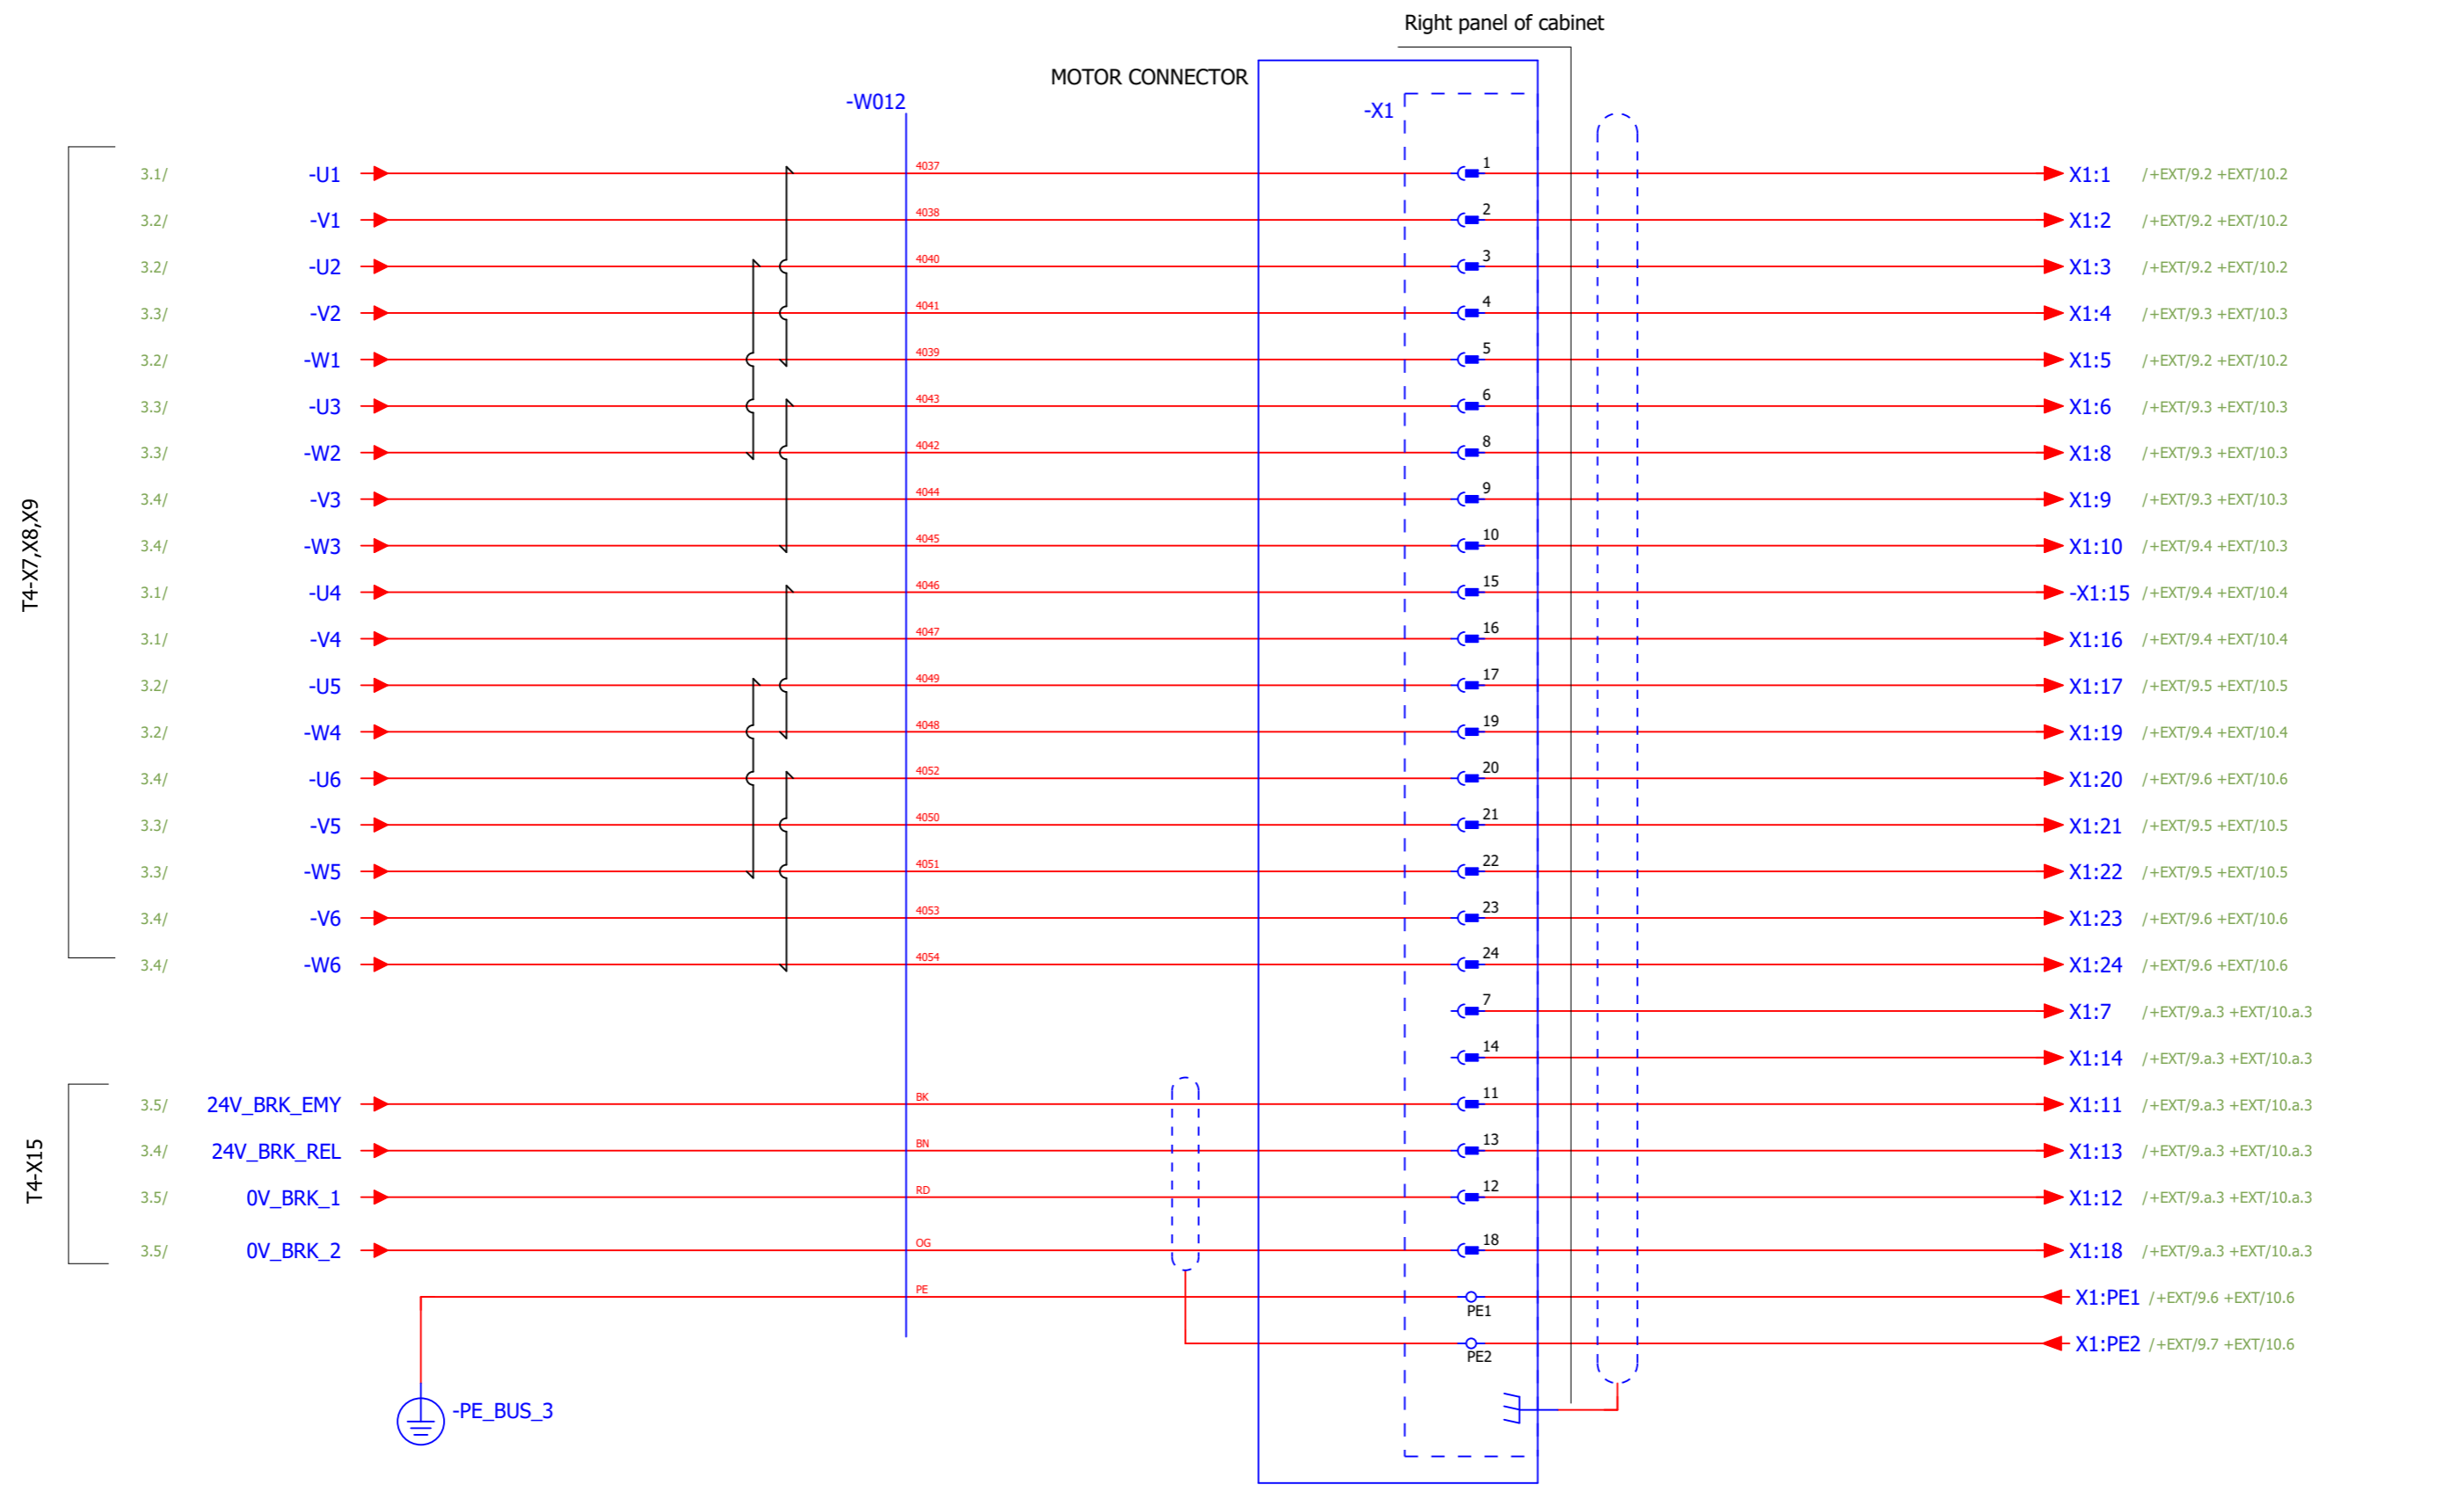 Right panel of cabinet
MOTOR CONNECTOR
-W012
-X1
3.1/ -U1 4037 1 X1:1 /+EXT/9.2 +EXT/10.2
3.2/ -V1 4038 2 X1:2 /+EXT/9.2 +EXT/10.2
3.2/ -U2 4040 3 X1:3 /+EXT/9.2 +EXT/10.2
3.3/ -V2 4041 4 X1:4 /+EXT/9.3 +EXT/10.3
3.2/ -W1 4039 5 X1:5 /+EXT/9.2 +EXT/10.2
3.3/ -U3 4043 6 X1:6 /+EXT/9.3 +EXT/10.3
3.3/ -W2 4042 8 X1:8 /+EXT/9.3 +EXT/10.3
3.4/ -V3 4044 9 X1:9 /+EXT/9.3 +EXT/10.3
T4-X7,X8,X9
3.4/ -W3 4045 10 X1:10 /+EXT/9.4 +EXT/10.3
3.1/ -U4 4046 15 -X1:15 /+EXT/9.4 +EXT/10.4
3.1/ -V4 4047 16 X1:16 /+EXT/9.4 +EXT/10.4
3.2/ -U5 4049 17 X1:17 /+EXT/9.5 +EXT/10.5
3.2/ -W4 4048 19 X1:19 /+EXT/9.4 +EXT/10.4
3.4/ -U6 4052 20 X1:20 /+EXT/9.6 +EXT/10.6
3.3/ -V5 4050 21 X1:21 /+EXT/9.5 +EXT/10.5
3.3/ -W5 4051 22 X1:22 /+EXT/9.5 +EXT/10.5
3.4/ -V6 4053 23 X1:23 /+EXT/9.6 +EXT/10.6
3.4/ -W6 4054 24 X1:24 /+EXT/9.6 +EXT/10.6
7 X1:7 /+EXT/9.a.3 +EXT/10.a.3
14 X1:14 /+EXT/9.a.3 +EXT/10.a.3
3.5/ 24V_BRK_EMY BK 11 X1:11 /+EXT/9.a.3 +EXT/10.a.3
3.4/ 24V_BRK_REL BN 13 X1:13 /+EXT/9.a.3 +EXT/10.a.3
T4-X15
3.5/ 0V_BRK_1 RD 12 X1:12 /+EXT/9.a.3 +EXT/10.a.3
3.5/ 0V_BRK_2 OG 18 X1:18 /+EXT/9.a.3 +EXT/10.a.3
PE PE1 X1:PE1 /+EXT/9.6 +EXT/10.6
PE2 X1:PE2 /+EXT/9.7 +EXT/10.6
-PE_BUS_3